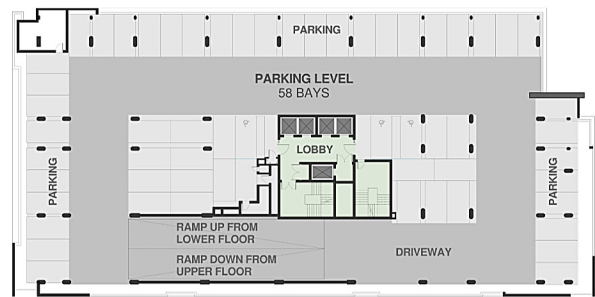 PARKING
PARKING LEVEL
58 BAYS
LOBBY
PARKING
PARKING
RAMP UP FROM
LOWER FLOOR
RAMP DOWN FROM
UPPER FLOOR
DRIVEWAY